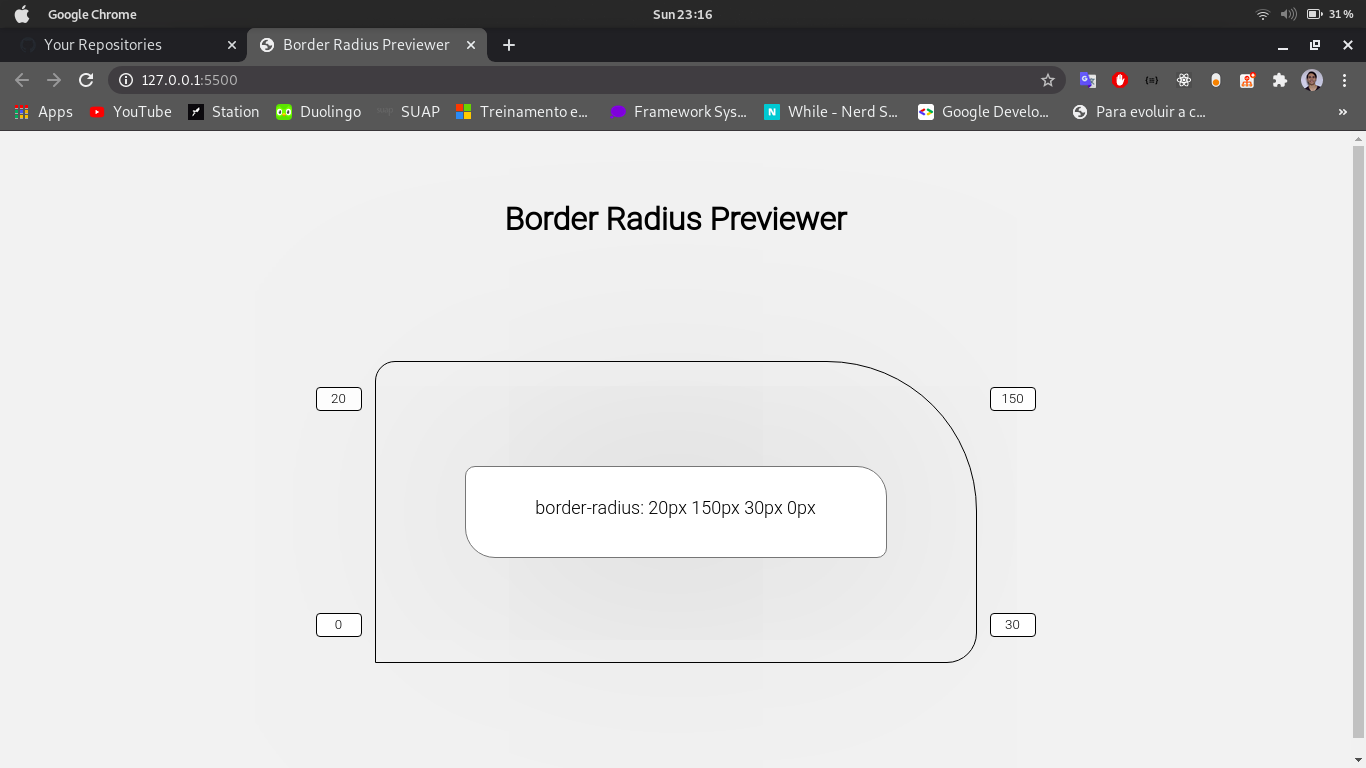 Google Chrome
Sun 23:16
31 %
Your Repositories
Border Radius Previewer
127.0.0.1:5500
Apps
YouTube
Station
Duolingo
SUAP
Treinamento e...
Framework Sys...
While - Nerd S...
Google Develo...
Para evoluir a c...
»
Border Radius Previewer
20
150
border-radius: 20px 150px 30px 0px
0
30